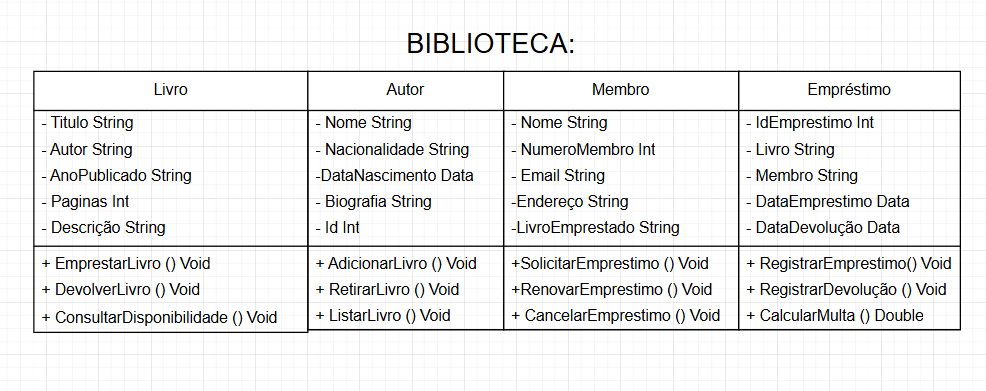 BIBLIOTECA:
Livro
- Titulo String
- Autor String
- AnoPublicado String
- Paginas Int
- Descrição String
+ EmprestarLivro () Void
+ DevolverLivro () Void
+ ConsultarDisponibilidade () Void
Autor
- Nome String
- Nacionalidade String
-DataNascimento Data
- Biografia String
- Id Int
+ AdicionarLivro () Void
+ RetirarLivro () Void
+ ListarLivro () Void
Membro
- Nome String
- NumeroMembro Int
- Email String
-Endereço String
-LivroEmprestado String
+SolicitarEmprestimo () Void
+RenovarEmprestimo () Void
+ CancelarEmprestimo () Void
Empréstimo
- IdEmprestimo Int
- Livro String
- Membro String
- DataEmprestimo Data
- DataDevolução Data
+ RegistrarEmprestimo() Void
+ RegistrarDevolução () Void
+ CalcularMulta () Double